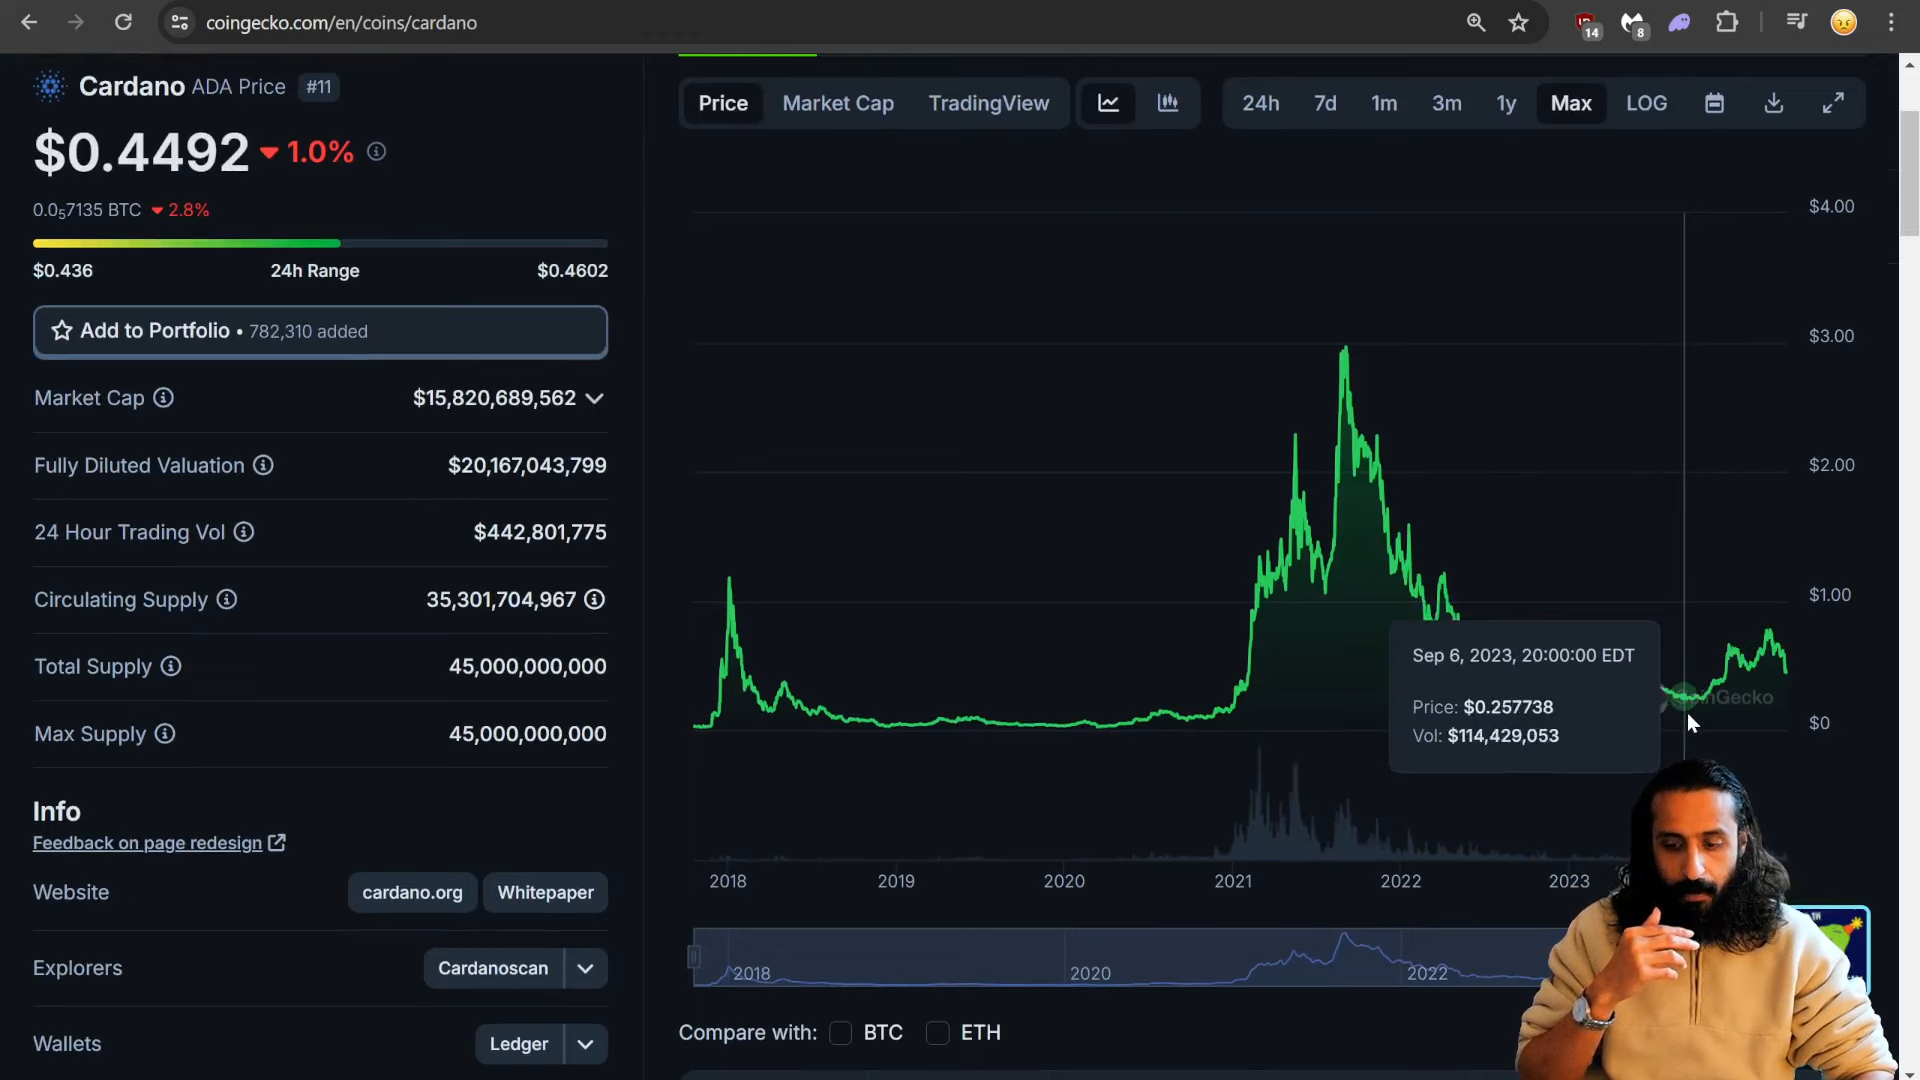 coingecko.com/en/coins/cardano
14
8
Cardano ADA Price #11
$0.4492 1.0%
0.0₅7135 BTC 2.8%
$0.436 24h Range $0.4602
Add to Portfolio • 782,310 added
Market Cap $15,820,689,562
Fully Diluted Valuation $20,167,043,799
24 Hour Trading Vol $442,801,775
Circulating Supply 35,301,704,967
Total Supply 45,000,000,000
Max Supply 45,000,000,000
Info
Feedback on page redesign
Website cardano.org Whitepaper
Explorers Cardanoscan
Wallets Ledger
Price Market Cap TradingView 24h 7d 1m 3m 1y Max LOG
$4.00
$3.00
$2.00
$1.00
$0
Sep 6, 2023, 20:00:00 EDT
Price: $0.257738
Vol: $114,429,053
inGecko
2018 2019 2020 2021 2022 2023
2018 2020 2022
Compare with: BTC ETH